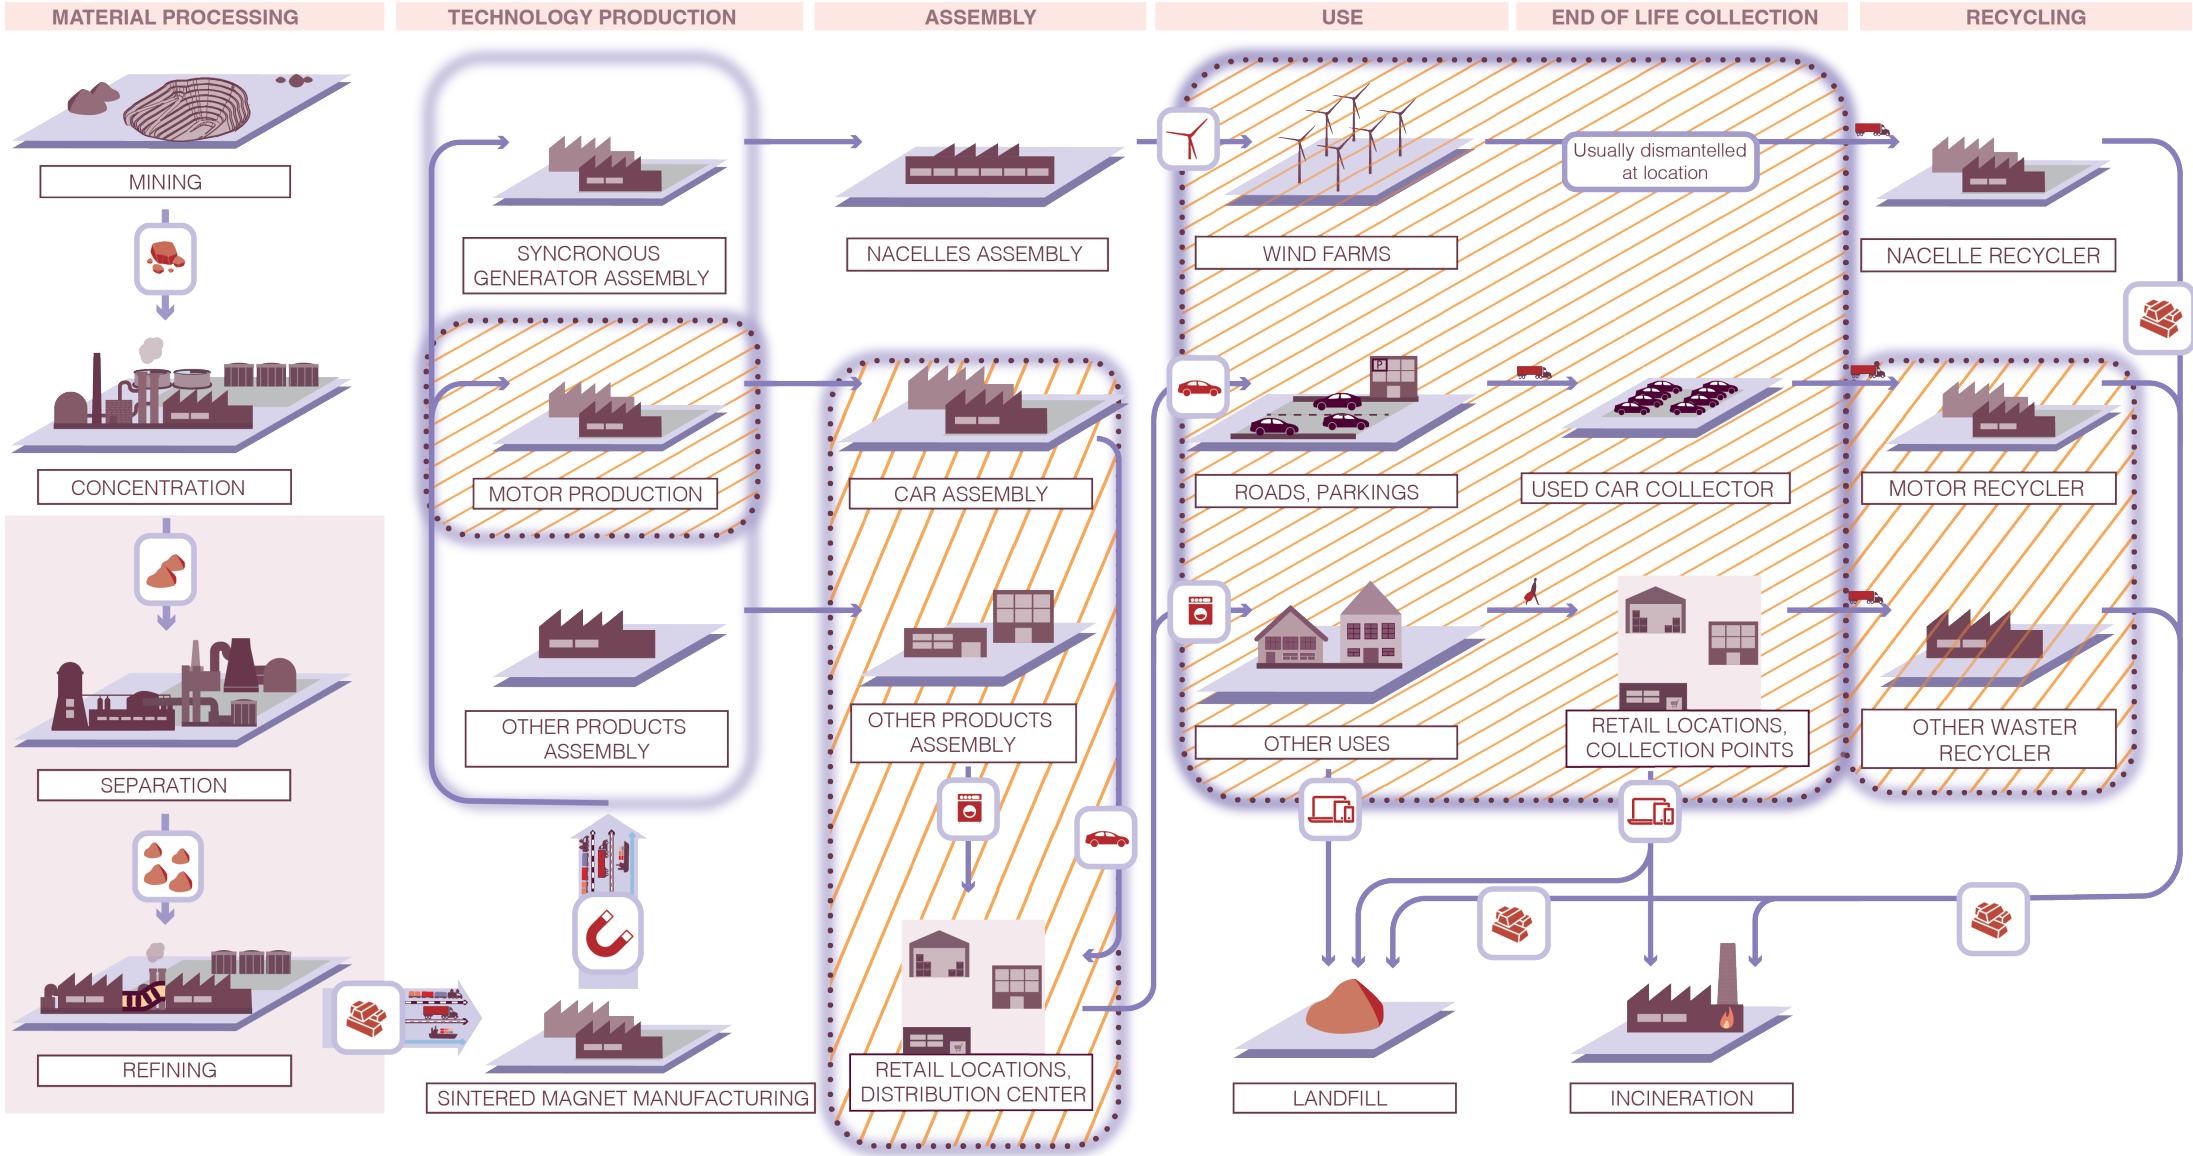 MATERIAL PROCESSING
TECHNOLOGY PRODUCTION
ASSEMBLY
USE
END OF LIFE COLLECTION
RECYCLING
MINING
SYNCRONOUS
GENERATOR ASSEMBLY
NACELLES ASSEMBLY
WIND FARMS
Usually dismantelled
at location
NACELLE RECYCLER
CONCENTRATION
MOTOR PRODUCTION
CAR ASSEMBLY
P
ROADS, PARKINGS
USED CAR COLLECTOR
MOTOR RECYCLER
SEPARATION
OTHER PRODUCTS
ASSEMBLY
OTHER PRODUCTS
ASSEMBLY
OTHER USES
RETAIL LOCATIONS,
COLLECTION POINTS
OTHER WASTER
RECYCLER
REFINING
SINTERED MAGNET MANUFACTURING
RETAIL LOCATIONS,
DISTRIBUTION CENTER
LANDFILL
INCINERATION